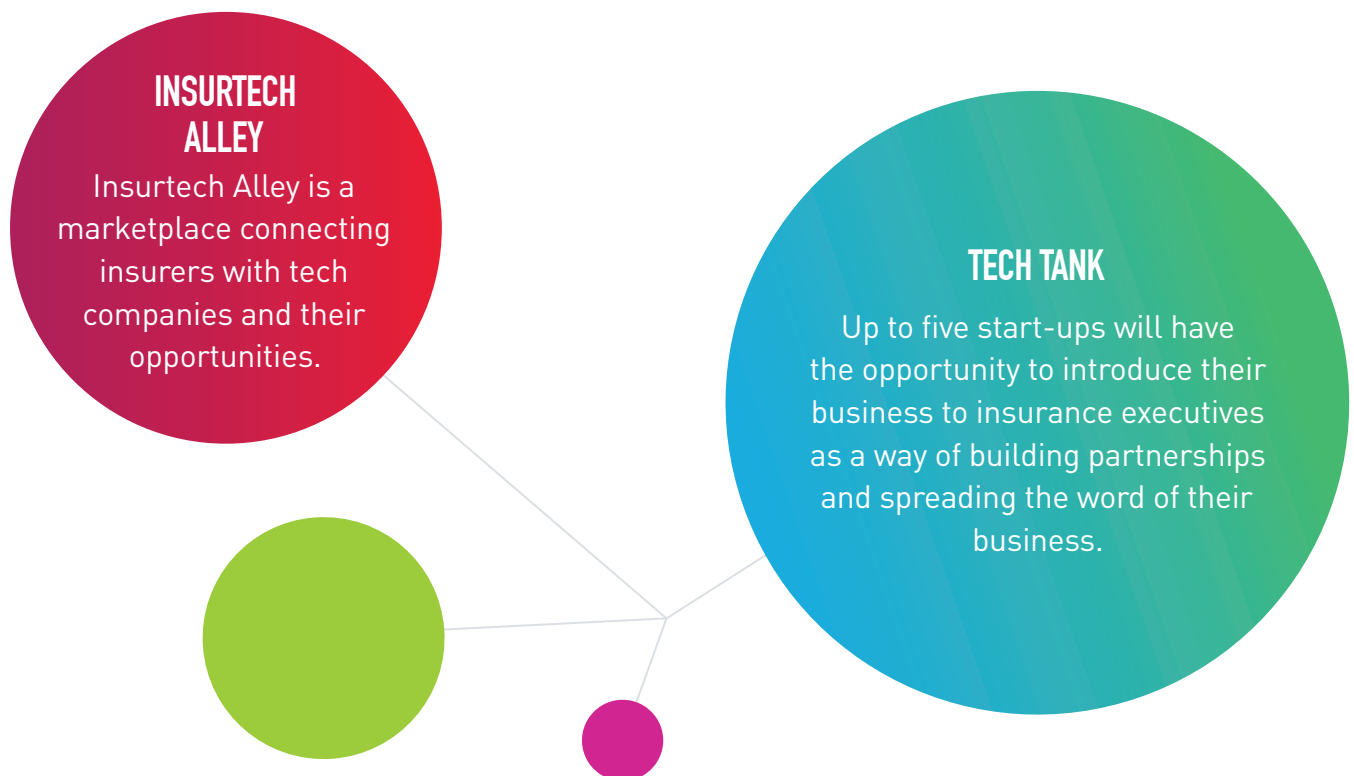 INSURTECH
ALLEY
Insurtech Alley is a
marketplace connecting
insurers with tech
companies and their
opportunities.
TECH TANK
Up to five start-ups will have
the opportunity to introduce their
business to insurance executives
as a way of building partnerships
and spreading the word of their
business.